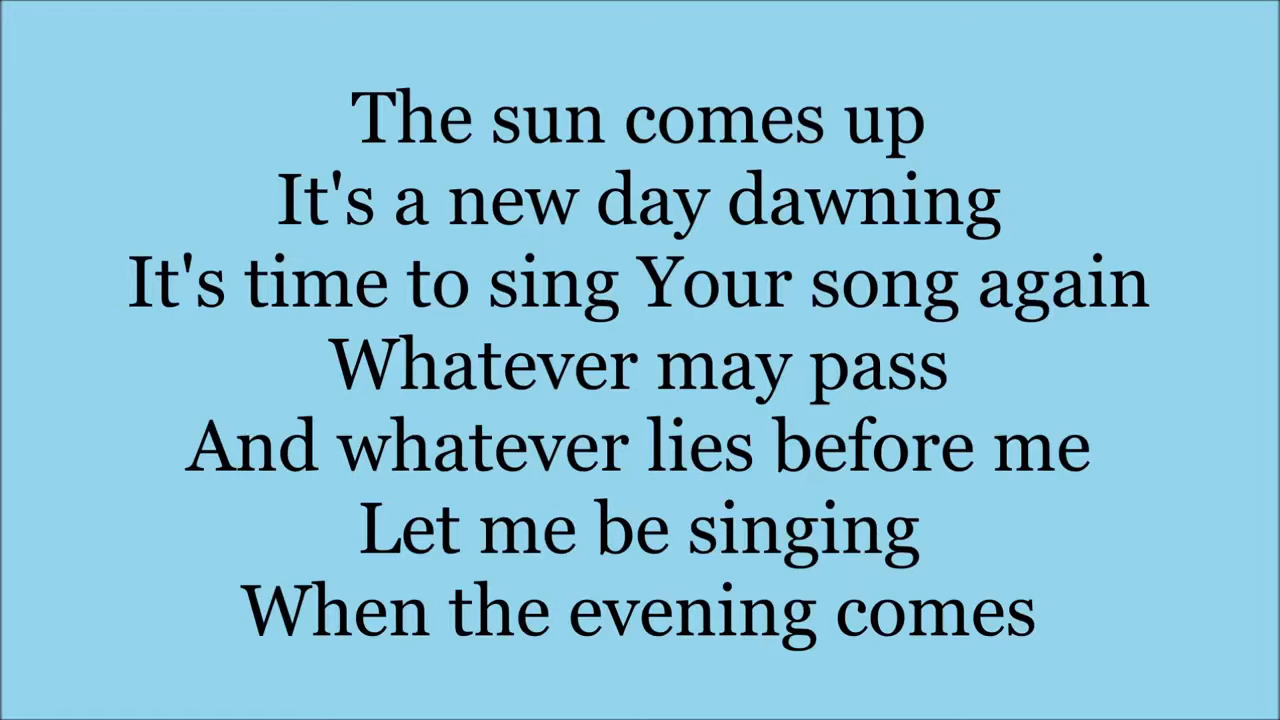 The sun comes up
It's a new day dawning
It's time to sing Your song again
Whatever may pass
And whatever lies before me
Let me be singing
When the evening comes